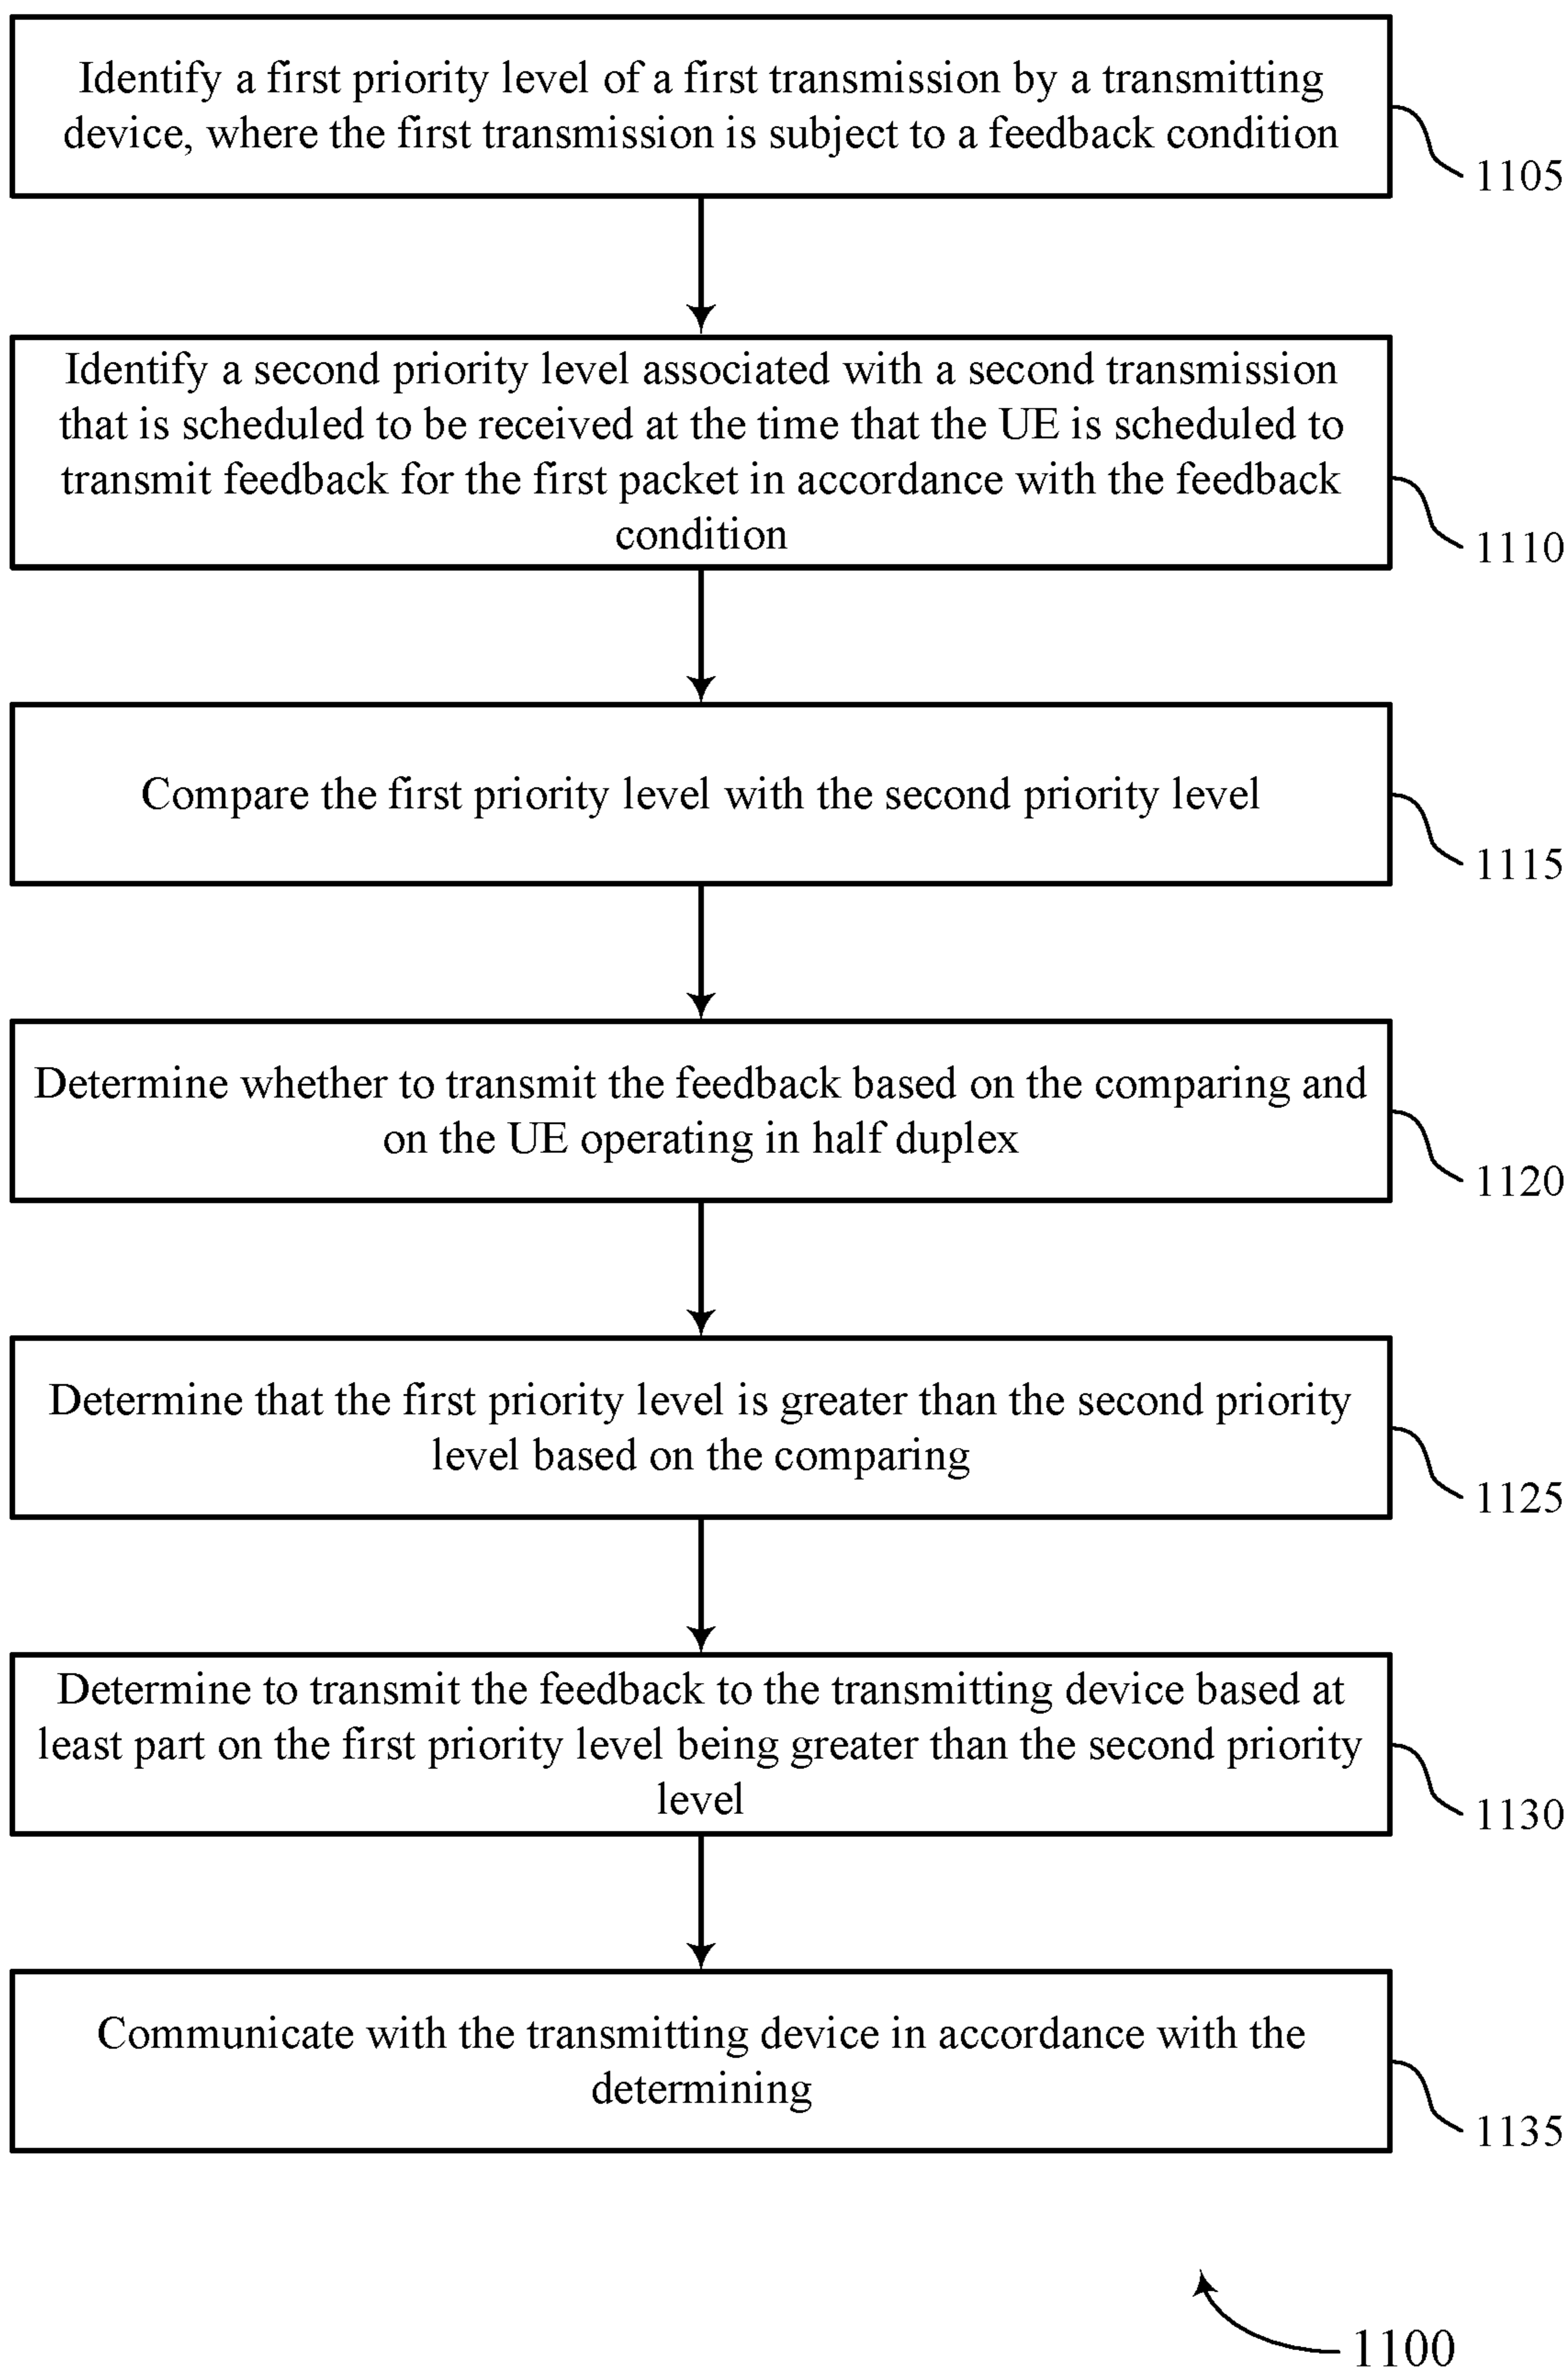 Identify a first priority level of a first transmission by a transmitting
device, where the first transmission is subject to a feedback condition
1105
Identify a second priority level associated with a second transmission
that is scheduled to be received at the time that the UE is scheduled to
transmit feedback for the first packet in accordance with the feedback
condition
1110
Compare the first priority level with the second priority level
1115
Determine whether to transmit the feedback based on the comparing and
on the UE operating in half duplex
1120
Determine that the first priority level is greater than the second priority
level based on the comparing
1125
Determine to transmit the feedback to the transmitting device based at
least part on the first priority level being greater than the second priority
level
1130
Communicate with the transmitting device in accordance with the
determining
1135
1100